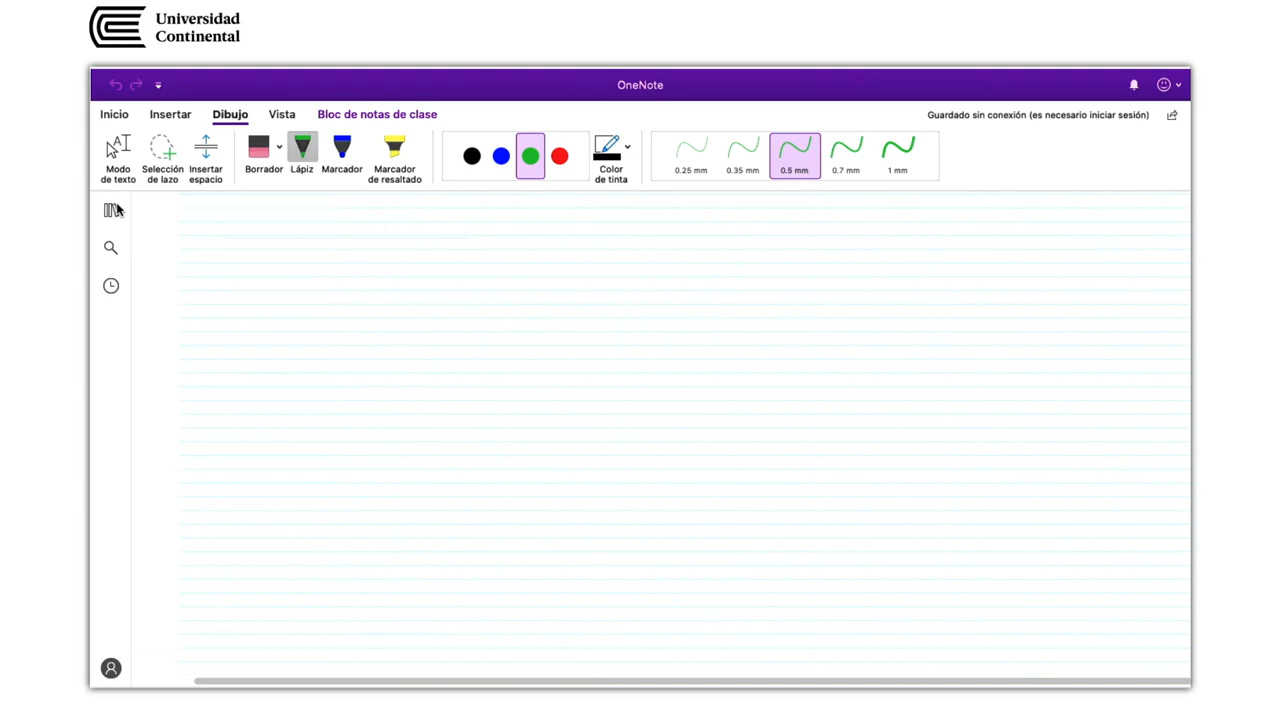 Universidad
Continental
OneNote
Inicio Insertar Dibujo Vista Bloc de notas de clase Guardado sin conexión (es necesario iniciar sesión)
Modo de texto
Selección de lazo
Insertar espacio
Borrador
Lápiz
Marcador
Marcador de resaltado
Color de tinta
0.25 mm 0.35 mm 0.5 mm 0.7 mm 1 mm